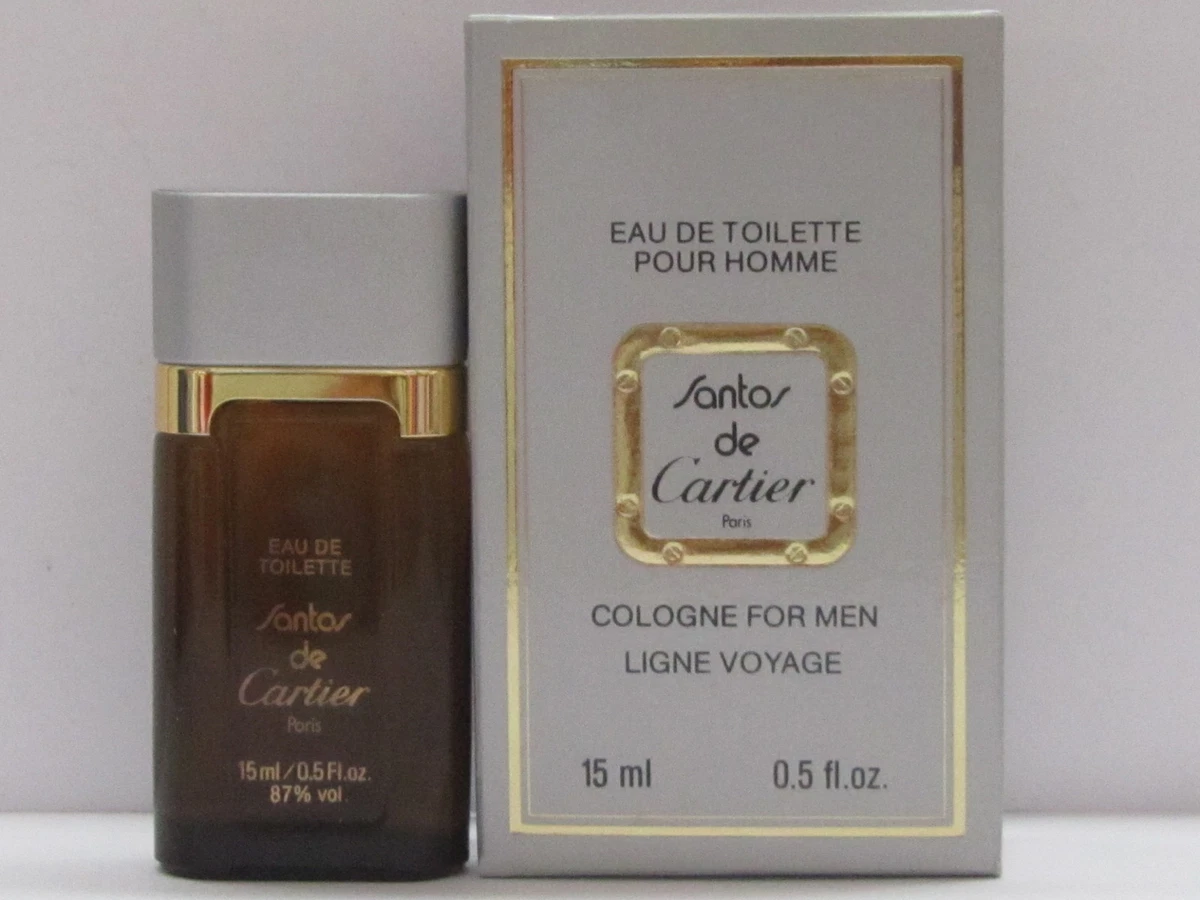 EAU DE
TOILETTE
Santos
de
Cartier
Paris
15 ml / 0.5 Fl.oz.
87% vol
EAU DE TOILETTE
POUR HOMME
Santos
de
Cartier
Paris
COLOGNE FOR MEN
LIGNE VOYAGE
15 ml 0.5 fl.oz.